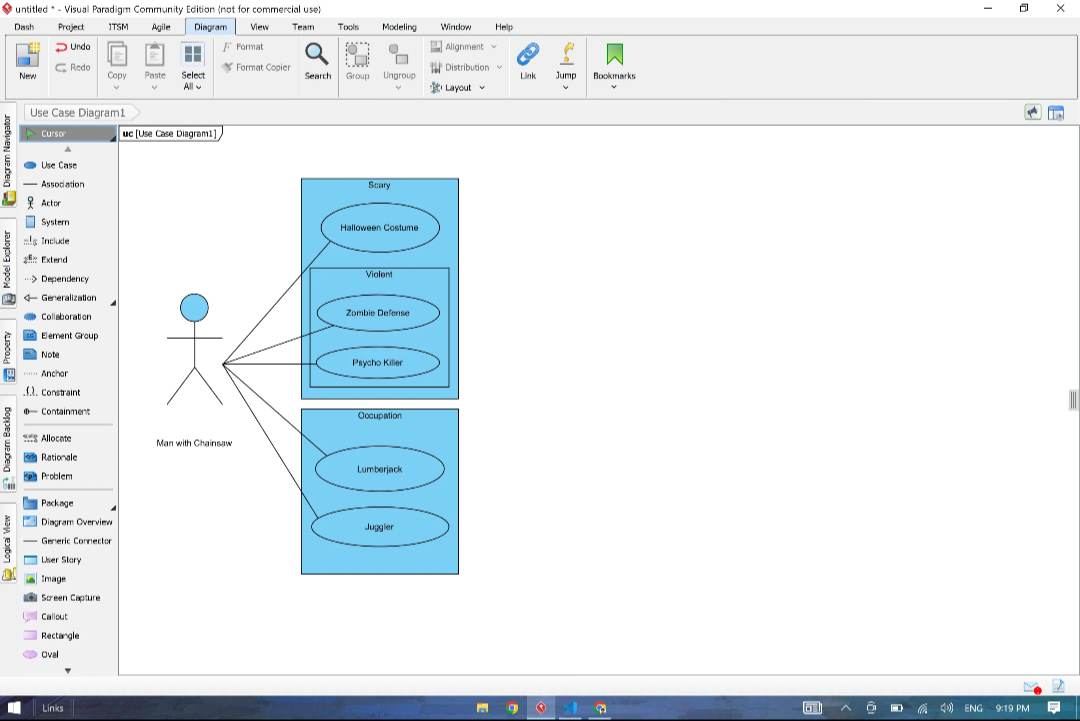 untitled * - Visual Paradigm Community Edition (not for commercial use)
Dash Project ITSM Agile Diagram View Team Tools Modeling Window Help
New
Undo
Redo
Copy
Paste
Select All
Format
Format Copier
Search
Group
Ungroup
Alignment
Distribution
Layout
Link
Jump
Bookmarks
Use Case Diagram1
Diagram Navigator
Model Explorer
Property
Diagram Backlog
Logical View
Cursor
Use Case
Association
Actor
System
Include
Extend
Dependency
Generalization
Collaboration
Element Group
Note
Anchor
Constraint
Containment
Allocate
Rationale
Problem
Package
Diagram Overview
Generic Connector
User Story
Image
Screen Capture
Callout
Rectangle
Oval
uc [Use Case Diagram1]
Scary
Halloween Costume
Violent
Zombie Defense
Psycho Killer
Man with Chainsaw
Occupation
Lumberjack
Juggler
Links
ENG 9:19 PM